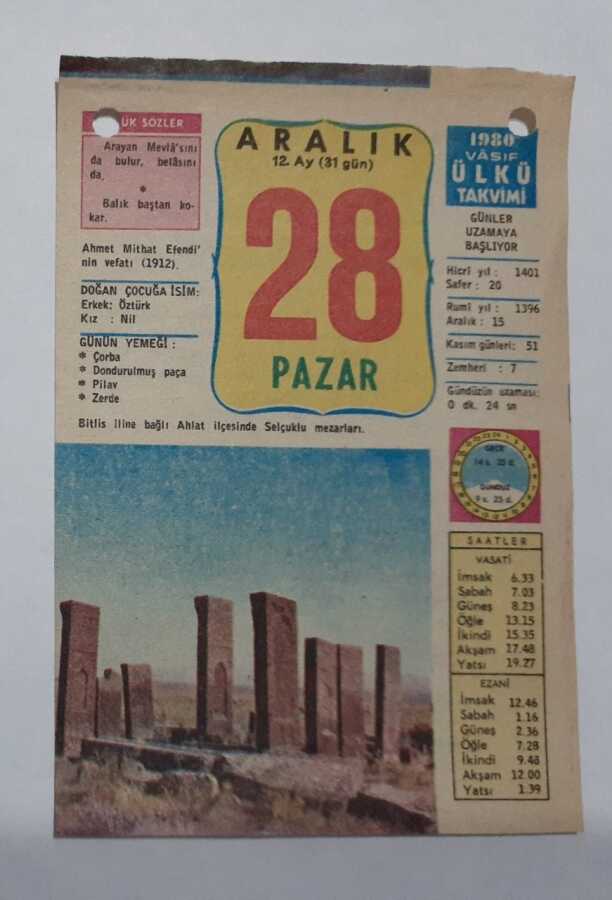 ÜK SÖZLER
Arayan Mevlâ'sını
da bulur, belâsını
da.
*
Balık baştan ko-
kar.
Ahmet Mithat Efendi'
nin vefatı (1912).
DOĞAN ÇOCUĞA İSİM:
Erkek: Öztürk
Kız : Nil
GÜNÜN YEMEĞİ :
* Çorba
* Dondurulmuş paça
* Pilav
* Zerde
ARALIK
12. Ay (31 gün)
28
PAZAR
1980
VÂSIF
ÜLKÜ
TAKVİMİ
GÜNLER
UZAMAYA
BAŞLIYOR
Hicrî yıl : 1401
Safer : 20
Rumî yıl : 1396
Aralık : 15
Kasım günleri: 51
Zemheri : 7
Gündüzün uzaması:
0 dk. 24 sn
Bitlis iline bağlı Ahlat ilçesinde Selçuklu mezarları.
GECE
GÜNDÜZ
SAATLER
VASATİ
İmsak 6.33
Sabah 7.03
Güneş 8.23
Öğle 13.15
İkindi 15.35
Akşam 17.48
Yatsı 19.27
EZANİ
İmsak 12.46
Sabah 1.16
Güneş 2.36
Öğle 7.28
İkindi 9.48
Akşam 12.00
Yatsı 1.39